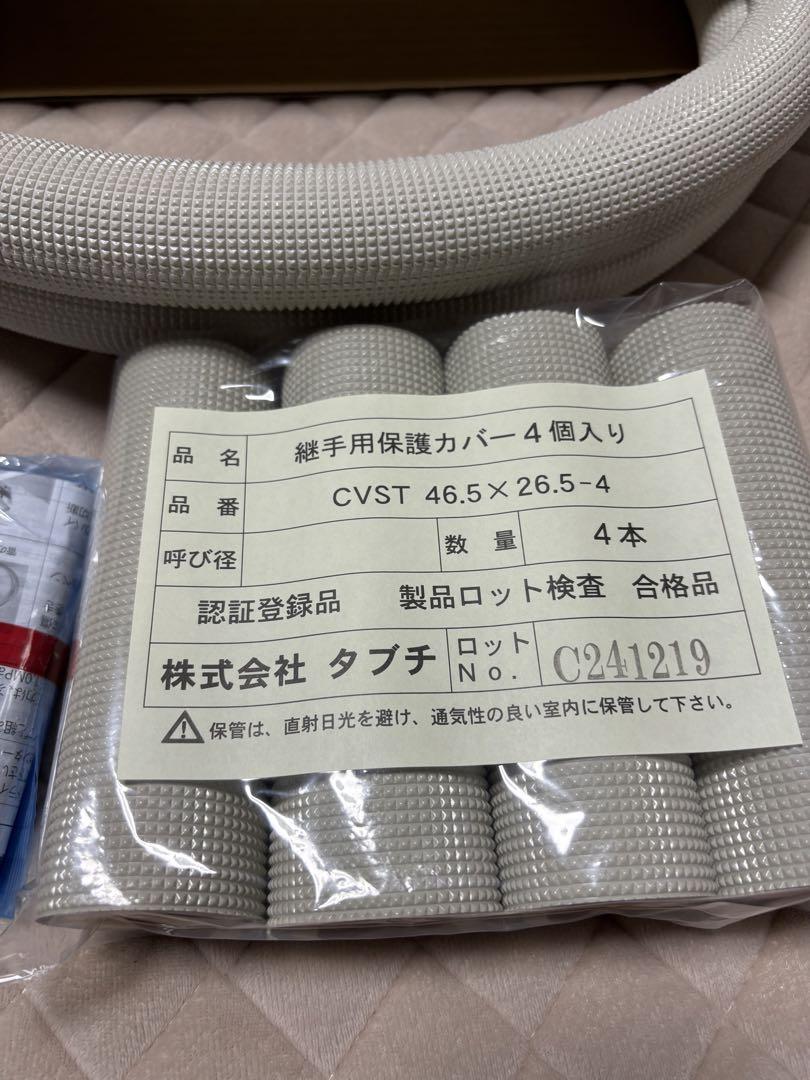 品 名 継手用保護カバー4個入り
品 番 CVST 46.5×26.5-4
呼び径 数 量 4本
認証登録品 製品ロット検査 合格品
株式会社 タブチ ロットNo. C241219
⚠保管は、直射日光を避け、通気性の良い室内に保管して下さい。